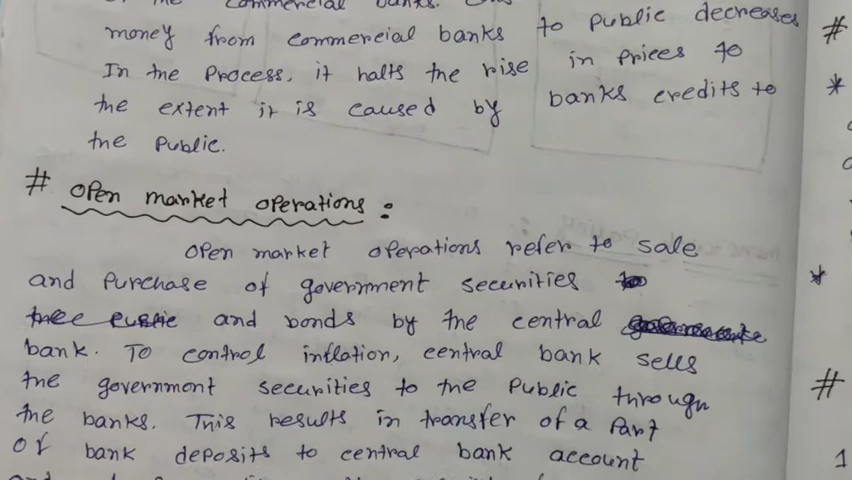 the commercial banks.
money from commercial banks to public decreases
In the process, it halts the rise in prices to
the extent it is caused by banks credits to
the public.
# Open market operations :
Open market operations refer to sale
and purchase of government securities
and bonds by the central
bank. To control inflation, central bank sells
the government securities to the public through
the banks. This results in transfer of a part
of bank deposits to central bank account
#
*
*
#
1